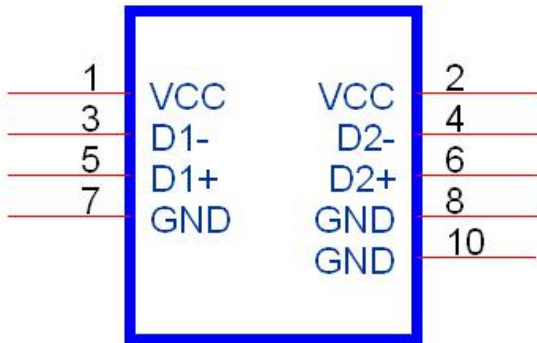 1 VCC VCC 2
3 D1- D2- 4
5 D1+ D2+ 6
7 GND GND 8
GND 10